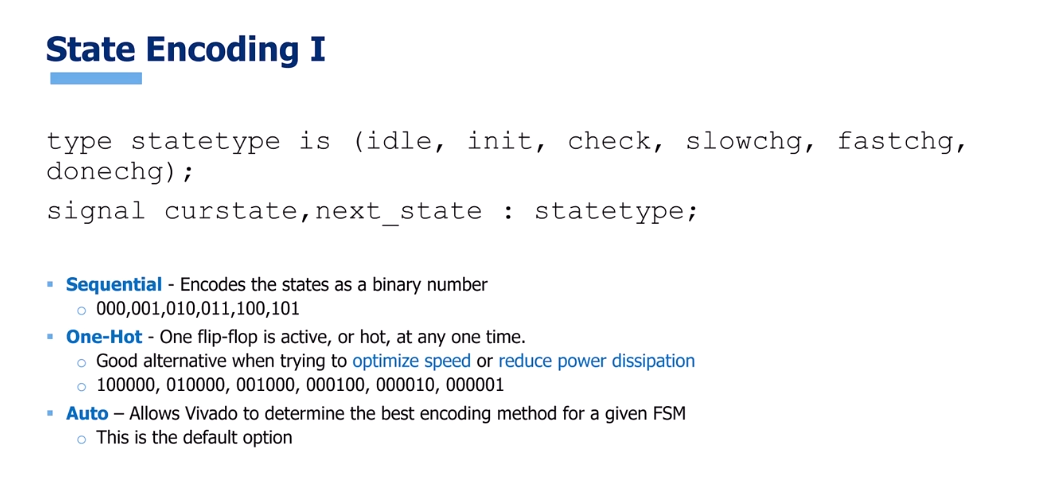 State Encoding I
type statetype is (idle, init, check, slowchg, fastchg,
donechg);
signal curstate,next_state : statetype;
▪ Sequential - Encodes the states as a binary number
○ 000,001,010,011,100,101
▪ One-Hot - One flip-flop is active, or hot, at any one time.
○ Good alternative when trying to optimize speed or reduce power dissipation
○ 100000, 010000, 001000, 000100, 000010, 000001
▪ Auto – Allows Vivado to determine the best encoding method for a given FSM
○ This is the default option